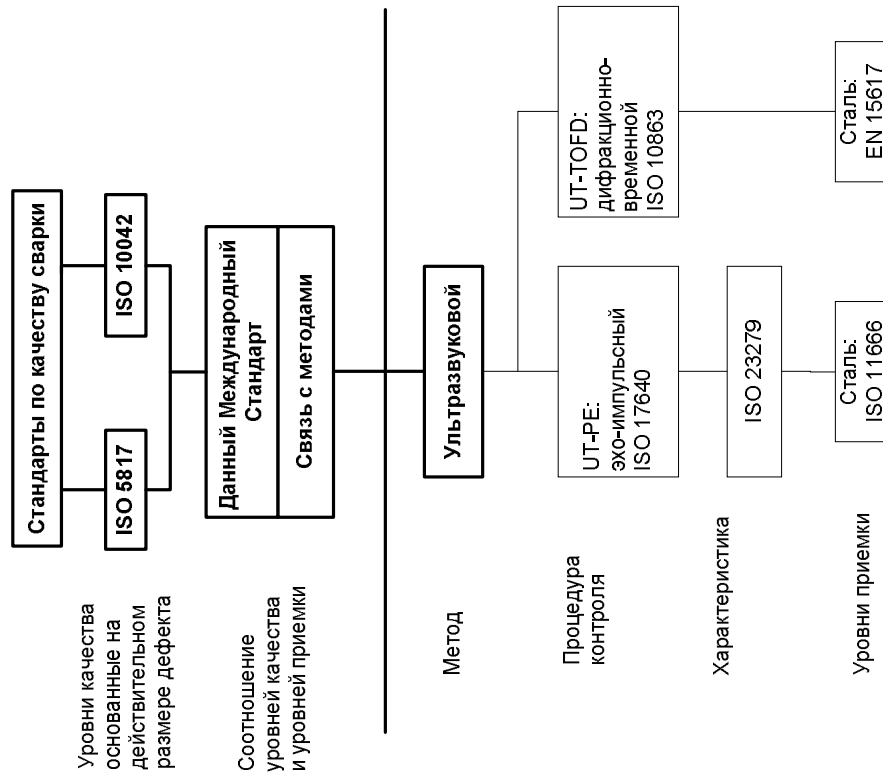 Стандарты по качеству сварки
Уровни качества
основанные на
действительном
размере дефекта
ISO 5817
ISO 10042
Соотношение
уровней качества
и уровней приемки
Данный Международный
Стандарт
Связь с методами
Метод
Ультразвуковой
Процедура
контроля
UT-PE:
эхо-импульсный
ISO 17640
UT-TOFD:
дифракционно-
временной
ISO 10863
Характеристика
ISO 23279
Уровни приемки
Сталь:
ISO 11666
Сталь:
EN 15617